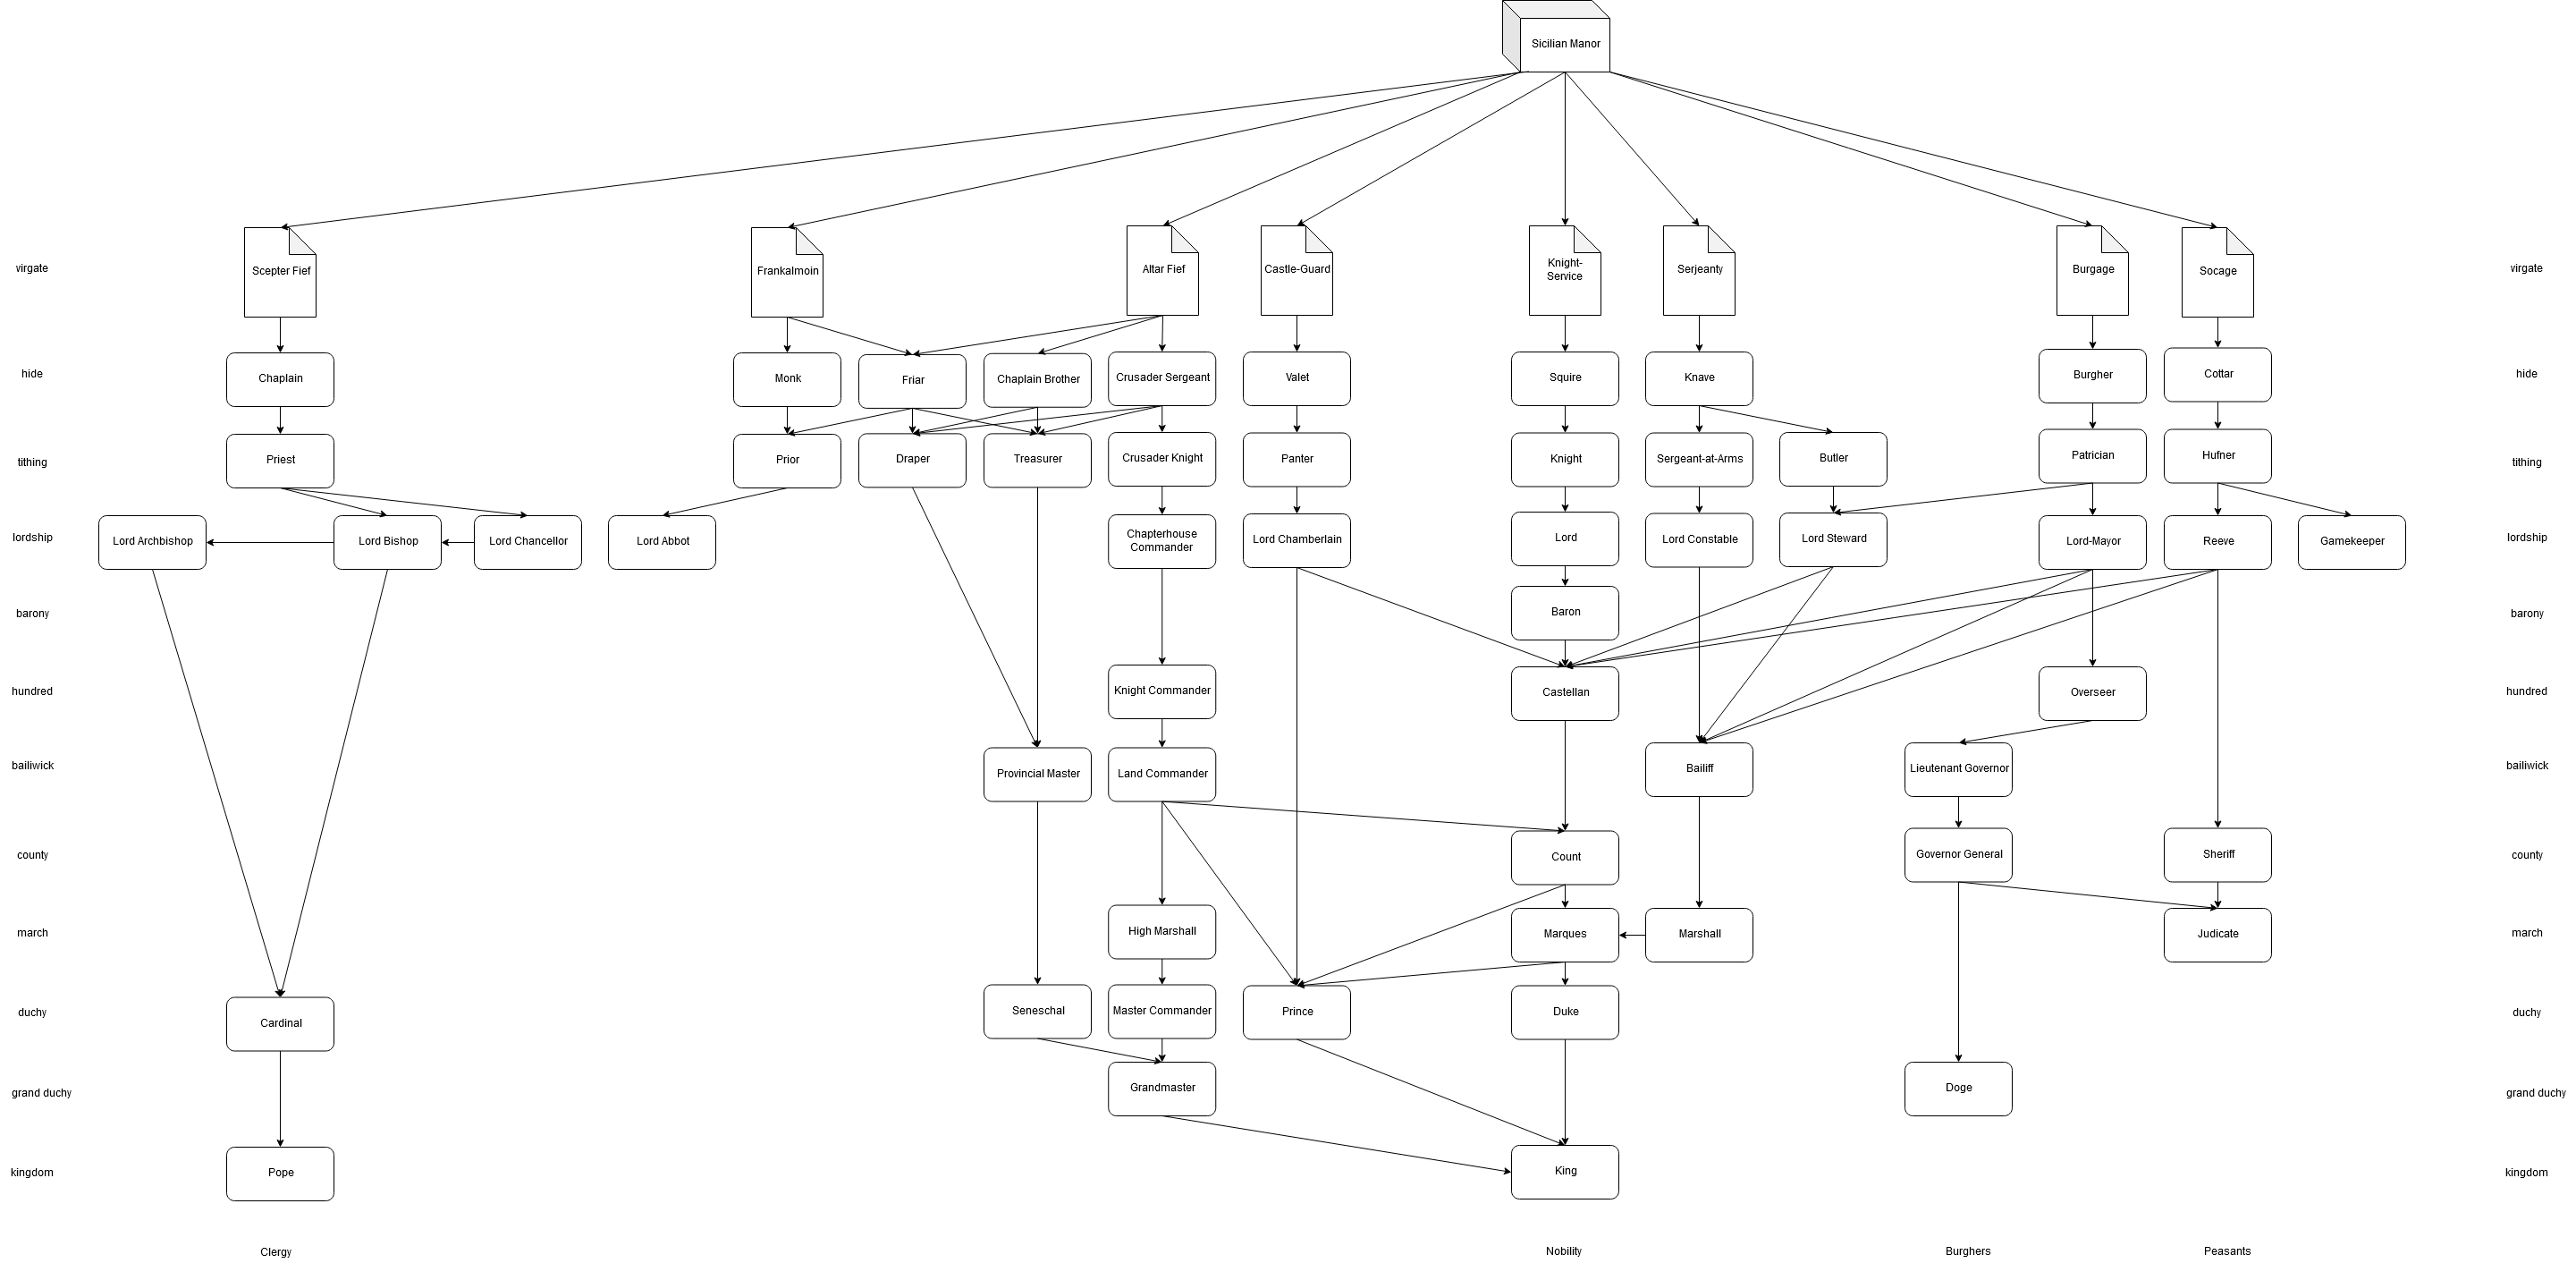 Sicilian Manor
virgate
Scepter Fief
Frankalmoin
Altar Fief
Castle-Guard
Knight-
Service
Serjeanty
Burgage
Socage
virgate
hide
Chaplain
Monk
Friar
Chaplain Brother
Crusader Sergeant
Valet
Squire
Knave
Burgher
Cottar
hide
tithing
Priest
Prior
Draper
Treasurer
Crusader Knight
Panter
Knight
Sergeant-at-Arms
Butler
Patrician
Hufner
tithing
lordship
Lord Archbishop
Lord Bishop
Lord Chancellor
Lord Abbot
Chapterhouse
Commander
Lord Chamberlain
Lord
Lord Constable
Lord Steward
Lord-Mayor
Reeve
Gamekeeper
lordship
barony
Baron
barony
hundred
Knight Commander
Castellan
Overseer
hundred
bailiwick
Provincial Master
Land Commander
Bailiff
Lieutenant Governor
bailiwick
county
Count
Governor General
Sheriff
county
march
High Marshall
Marques
Marshall
Judicate
march
duchy
Cardinal
Seneschal
Master Commander
Prince
Duke
duchy
grand duchy
Grandmaster
Doge
grand duchy
kingdom
Pope
King
kingdom
Clergy
Nobility
Burghers
Peasants